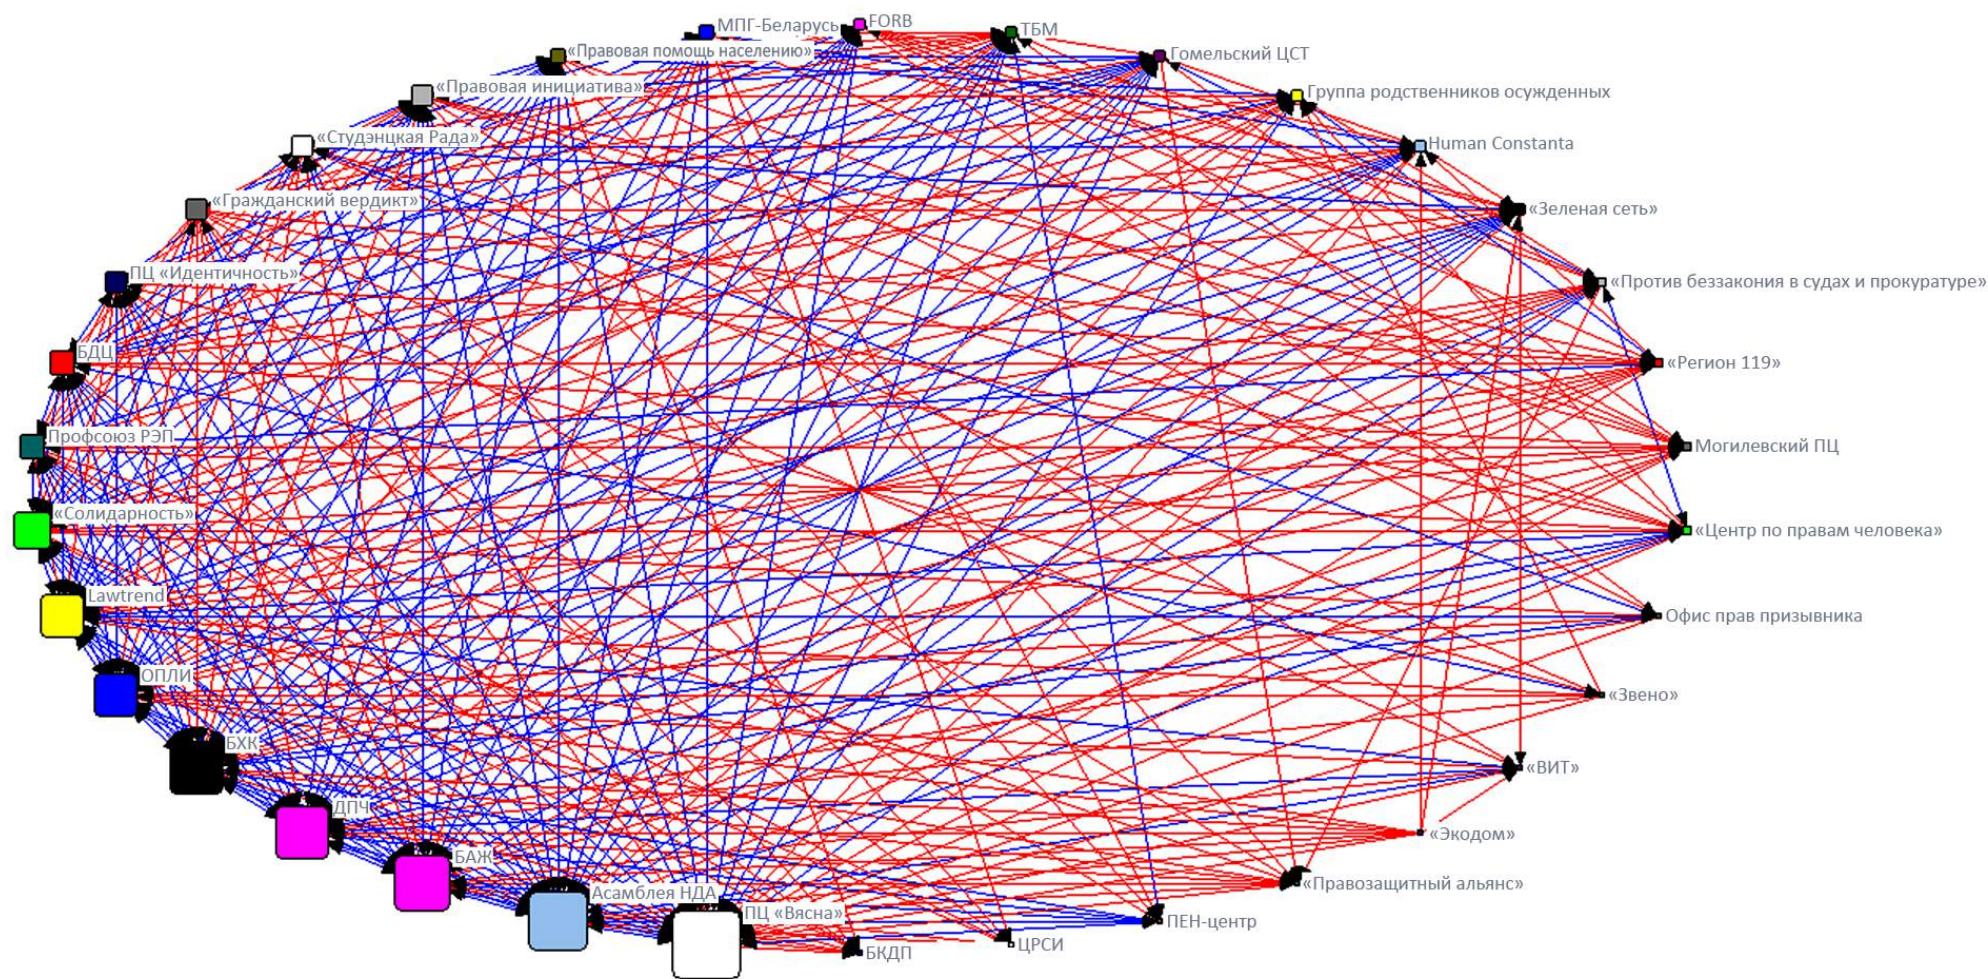 FORB
МПГ-Беларусь
ТБМ
«Правовая помощь населению»
Гомельский ЦСТ
«Правовая инициатива»
Группа родственников осужденных
«Студэнцкая Рада»
Human Constanta
«Гражданский вердикт»
«Зеленая сеть»
ПЦ «Идентичность»
«Против беззакония в судах и прокуратуре»
БДЦ
«Регион 119»
Профсоюз РЭП
Могилевский ПЦ
«Солидарность»
«Центр по правам человека»
Lawtrend
Офис прав призывника
ОПЛИ
«Звено»
БХК
«ВИТ»
ДПЧ
«Экодом»
БАЖ
«Правозащитный альянс»
Асамблея НДА
ПЦ «Вясна»
ПЕН-центр
ЦРСИ
БКДП